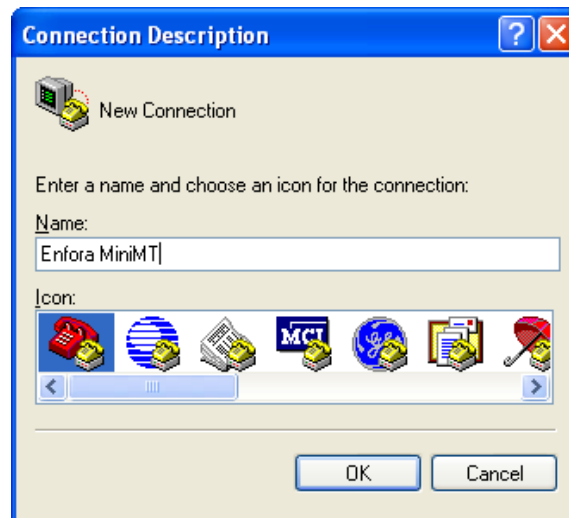 Connection Description
New Connection
Enter a name and choose an icon for the connection:
Name:
Enfora MiniMT
Icon:
MCI
OK Cancel